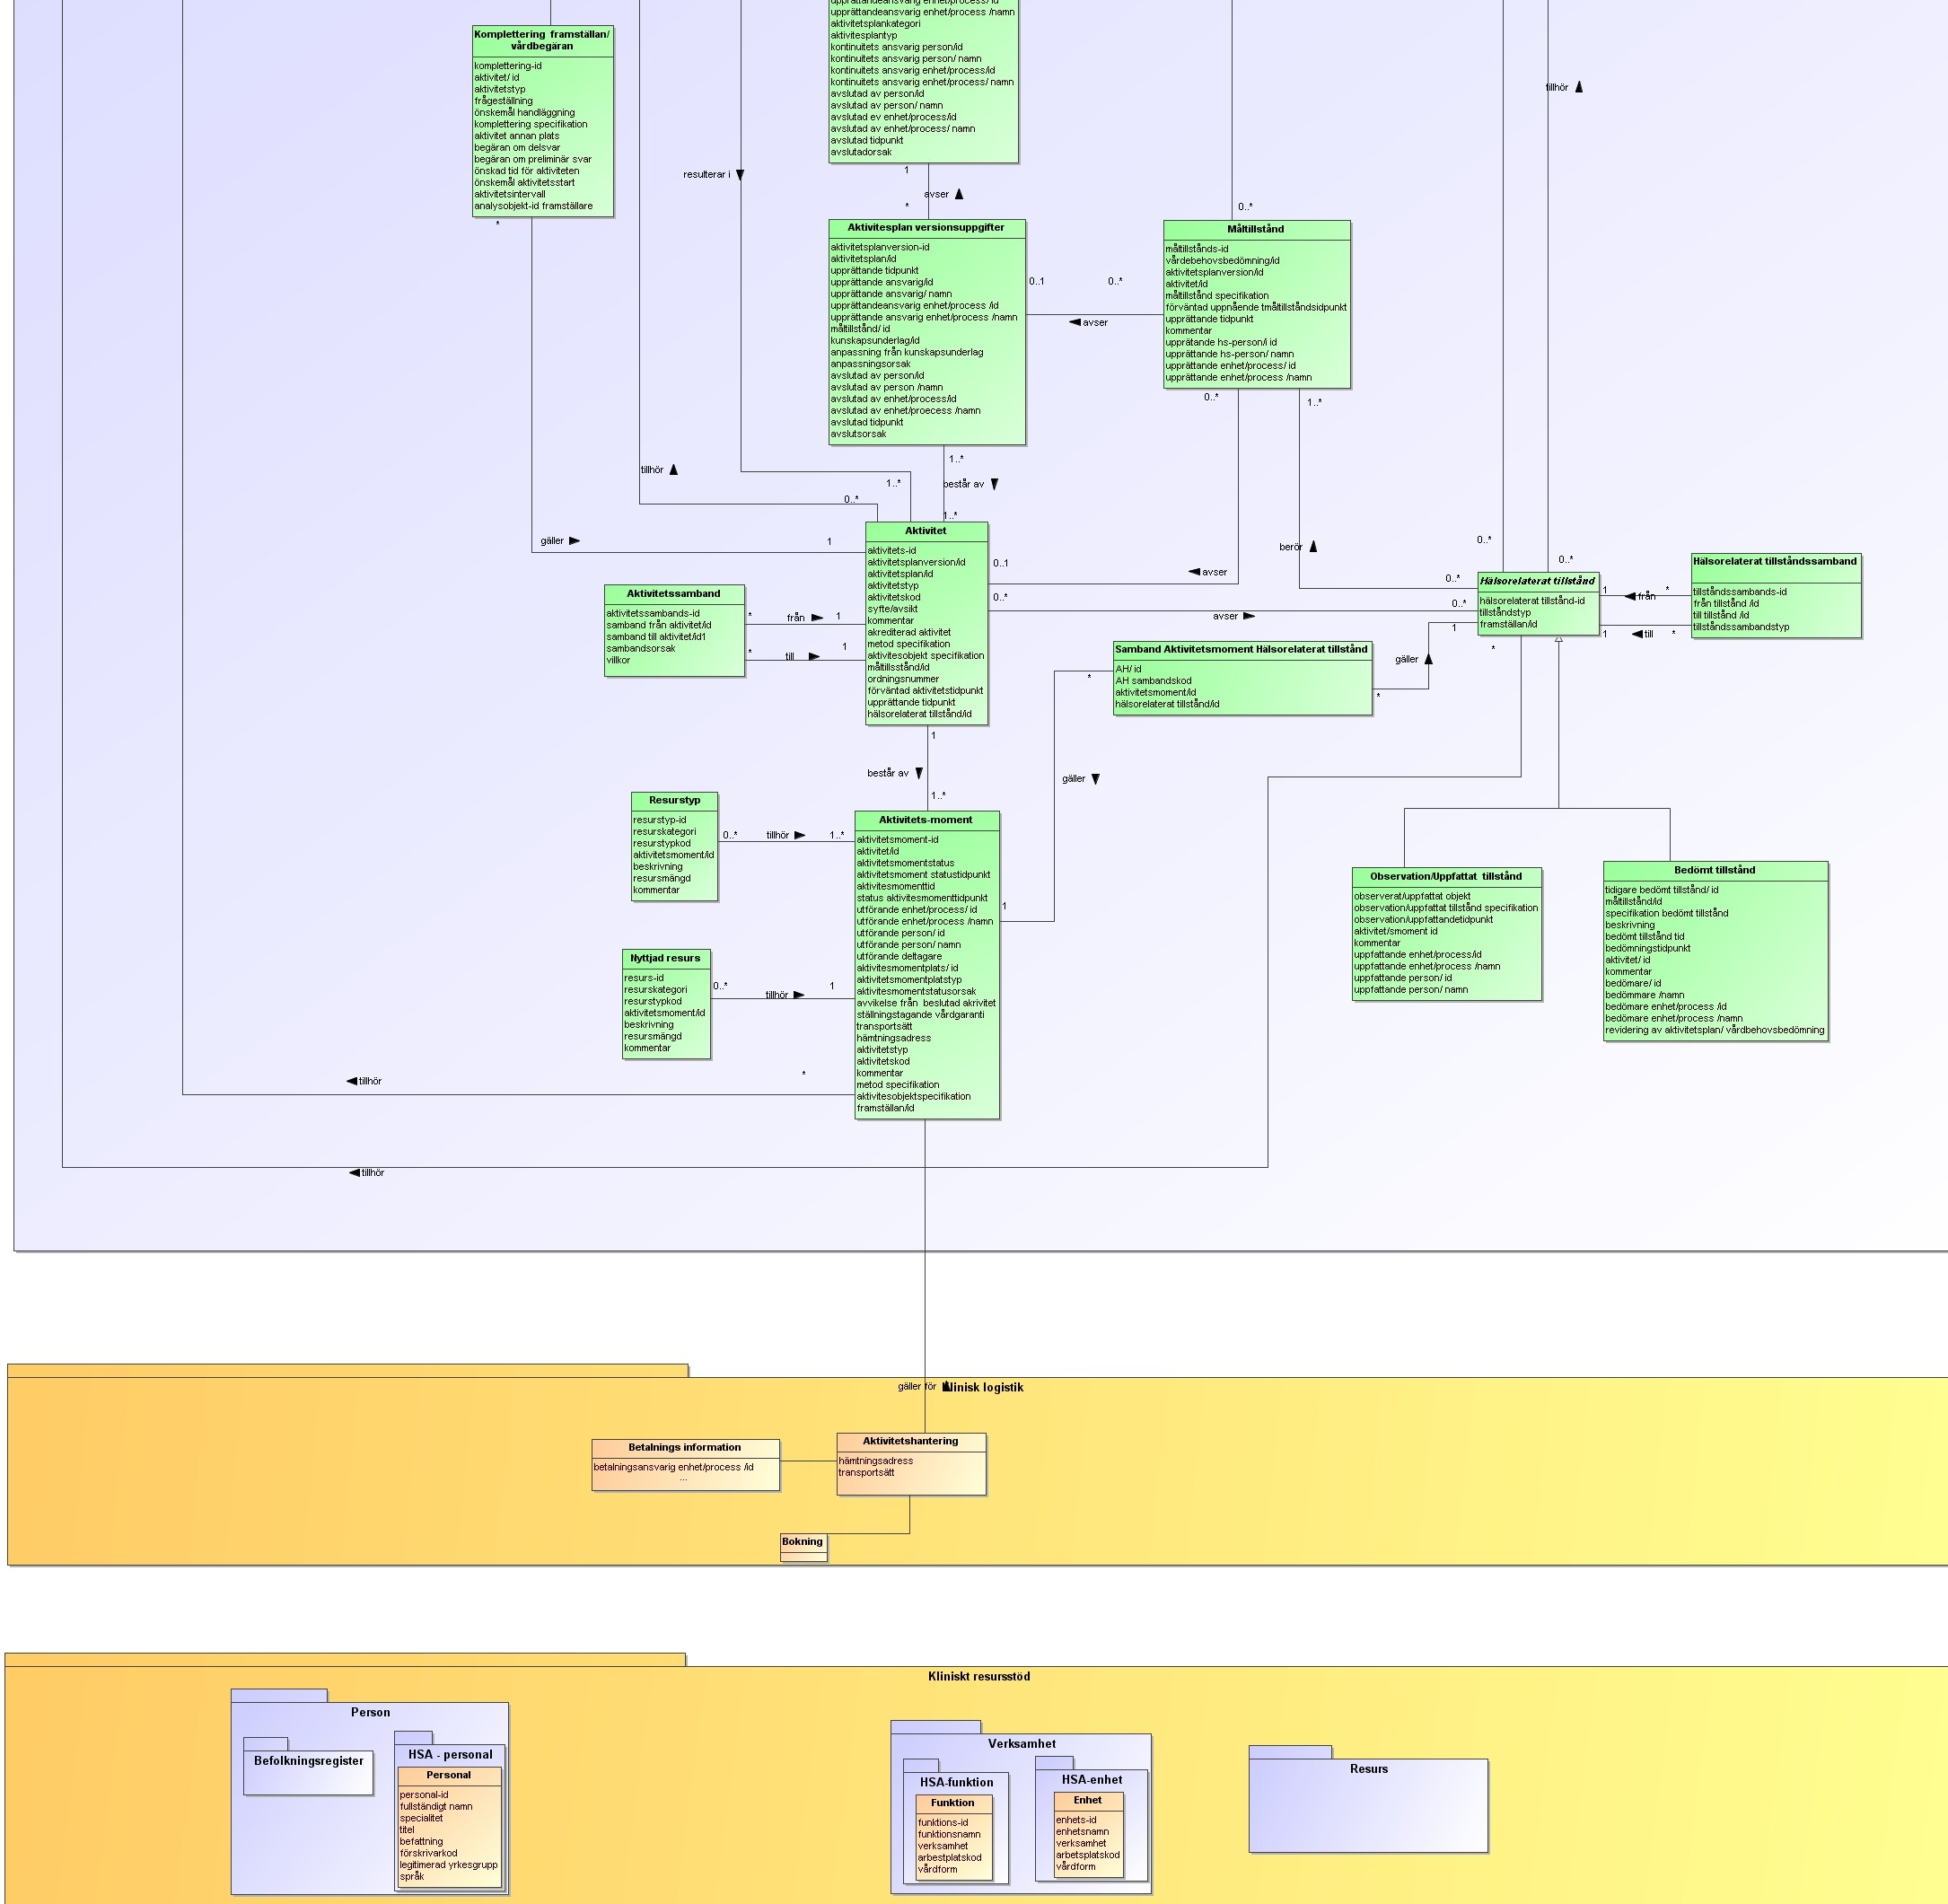 Komplettering framställan/
vårdbegäran
komplettering-id
aktivitet/ id
aktivitetstyp
frågeställning
önskemål handläggning
komplettering specifikation
aktivitet annan plats
begäran om delsvar
begäran om preliminär svar
önskad tid för aktiviteten
önskemål aktivitetsstart
aktivitetsintervall
analysobjekt-id framställare
*
upprättandeansvarig enhet/process /namn
aktivitetsplankategori
aktivitesplantyp
kontinuitets ansvarig person/id
kontinuitets ansvarig person/ namn
kontinuitets ansvarig enhet/process/id
kontinuitets ansvarig enhet/process/ namn
avslutad av person/id
avslutad av person/ namn
avslutad ev enhet/process/id
avslutad av enhet/process/ namn
avslutad tidpunkt
avslutadorsak
1
avser
*
resulterar i
tillhör
0..*
Aktivitesplan versionsuppgifter
aktivitetsplanversion-id
aktivitetsplan/id
upprättande tidpunkt
upprättande ansvarig/id
upprättande ansvarig/ namn
upprättandeansvarig enhet/process /id
upprättande ansvarig enhet/process /namn
måltillstånd/ id
kunskapsunderlag/id
anpassning från kunskapsunderlag
anpassningsorsak
avslutad av person/id
avslutad av person /namn
avslutad av enhet/process/id
avslutad av enhet/proecess /namn
avslutad tidpunkt
avslutsorsak
0..1
0..*
avser
Måltillstånd
måltillstånds-id
vårdebehovsbedömning/id
aktivitetsplanversion/id
aktivitet/id
måltillstånd specifikation
förväntad uppnående tmåltillståndsidpunkt
upprättande tidpunkt
kommentar
upprätande hs-person/i id
upprättande hs-person/ namn
upprättande enhet/process/ id
upprättande enhet/process /namn
0..*
1..*
tillhör
1..*
1..*
består av
0..*
1..*
gäller
1
Aktivitet
aktivitets-id
aktivitetsplanversion/id
aktivitetsplan/id
aktivitetstyp
aktivitetskod
syfte/avsikt
kommentar
akrediterad aktivitet
metod specifikation
aktivitesobjekt specifikation
måltillsstånd/id
ordningsnummer
förväntad aktivitetstidpunkt
upprättande tidpunkt
hälsorelaterat tillstånd/id
0..1
0..*
avser
avser
berör
0..*
0..*
0..*
0..*
Aktivitetssamband
aktivitetssambands-id
samband från aktivitet/id
samband till aktivitet/id1
sambandsorsak
villkor
*
från
1
*
till
1
Hälsorelaterat tillstånd
hälsorelaterat tillstånd-id
tillståndstyp
framställan/id
1
*
1
från
*
1
till
*
Hälsorelaterat tillståndssamband
tillståndssambands-id
från tillstånd /id
till tillstånd /id
tillståndssambandstyp
Samband Aktivitetsmoment Hälsorelaterat tillstånd
AH/ id
AH sambandskod
aktivitetsmoment/id
hälsorelaterat tillstånd/id
*
*
gäller
gäller
1
består av
1..*
Resurstyp
resurstyp-id
resurskategori
resurstypkod
aktivitetsmoment/id
beskrivning
resursmängd
kommentar
0..*
tillhör
1..*
Aktivitets-moment
aktivitetsmoment-id
aktivitet/id
aktivitetsmomentstatus
aktivitetsmoment statustidpunkt
aktivitesmomenttid
status aktivitesmomenttidpunkt
utförande enhet/process/ id
utförande enhet/process /namn
utförande person/ id
utförande person/ namn
utförande deltagare
aktivitesmomentplats/ id
aktivitetsmomentplatstyp
aktivitesmomentstatusorsak
avvikelse från beslutad akrivitet
ställningstagande vårdgaranti
transportsätt
hämtningsadress
aktivitetstyp
aktivitetskod
kommentar
metod specifikation
aktivitesobjektspecifikation
framställan/id
1
Nyttjad resurs
resurs-id
resurskategori
resurstypkod
aktivitetsmoment/id
beskrivning
resursmängd
kommentar
0..*
tillhör
1
*
tillhör
tillhör
Observation/Uppfattat tillstånd
observerat/uppfattat objekt
observation/uppfattat tillstånd specifikation
observation/uppfattandetidpunkt
aktivitet/smoment id
kommentar
uppfattande enhet/process/id
uppfattande enhet/process /namn
uppfattande person/ id
uppfattande person/ namn
Bedömt tillstånd
tidigare bedömt tillstånd/ id
måltillstånd/id
specifikation bedömt tillstånd
beskrivning
bedömt tillstånd tid
bedömningstidpunkt
aktivitet/ id
kommentar
bedömare/ id
bedömmare /namn
bedömare enhet/process /id
bedömare enhet/process /namn
revidering av aktivitetsplan/ vårdbehovsbedömning
gäller för
Klinisk logistik
Betalnings information
betalningsansvarig enhet/process /id
...
Aktivitetshantering
hämtningsadress
transportsätt
Bokning
Kliniskt resursstöd
Person
Befolkningsregister
HSA - personal
Personal
personal-id
fullständigt namn
specialitet
titel
befattning
förskrivarkod
legitimerad yrkesgrupp
språk
Verksamhet
HSA-funktion
Funktion
funktions-id
funktionsnamn
verksamhet
arbestplatskod
vårdform
HSA-enhet
Enhet
enhets-id
enhetsnamn
verksamhet
arbetsplatskod
vårdform
Resurs